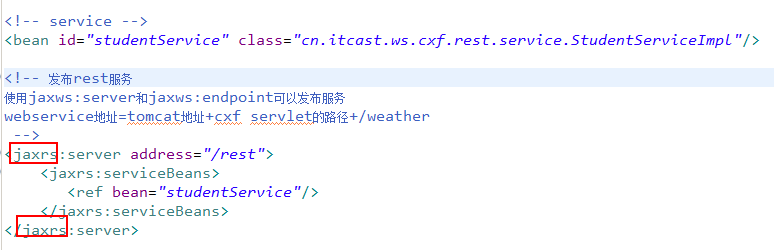 <!-- service -->
<bean id="studentService" class="cn.itcast.ws.cxf.rest.service.StudentServiceImpl"/>
<!-- 发布rest服务
使用jaxws:server和jaxws:endpoint可以发布服务
webservice地址=tomcat地址+cxf servlet的路径+/weather
-->
<jaxrs:server address="/rest">
<jaxrs:serviceBeans>
<ref bean="studentService"/>
</jaxrs:serviceBeans>
</jaxrs:server>